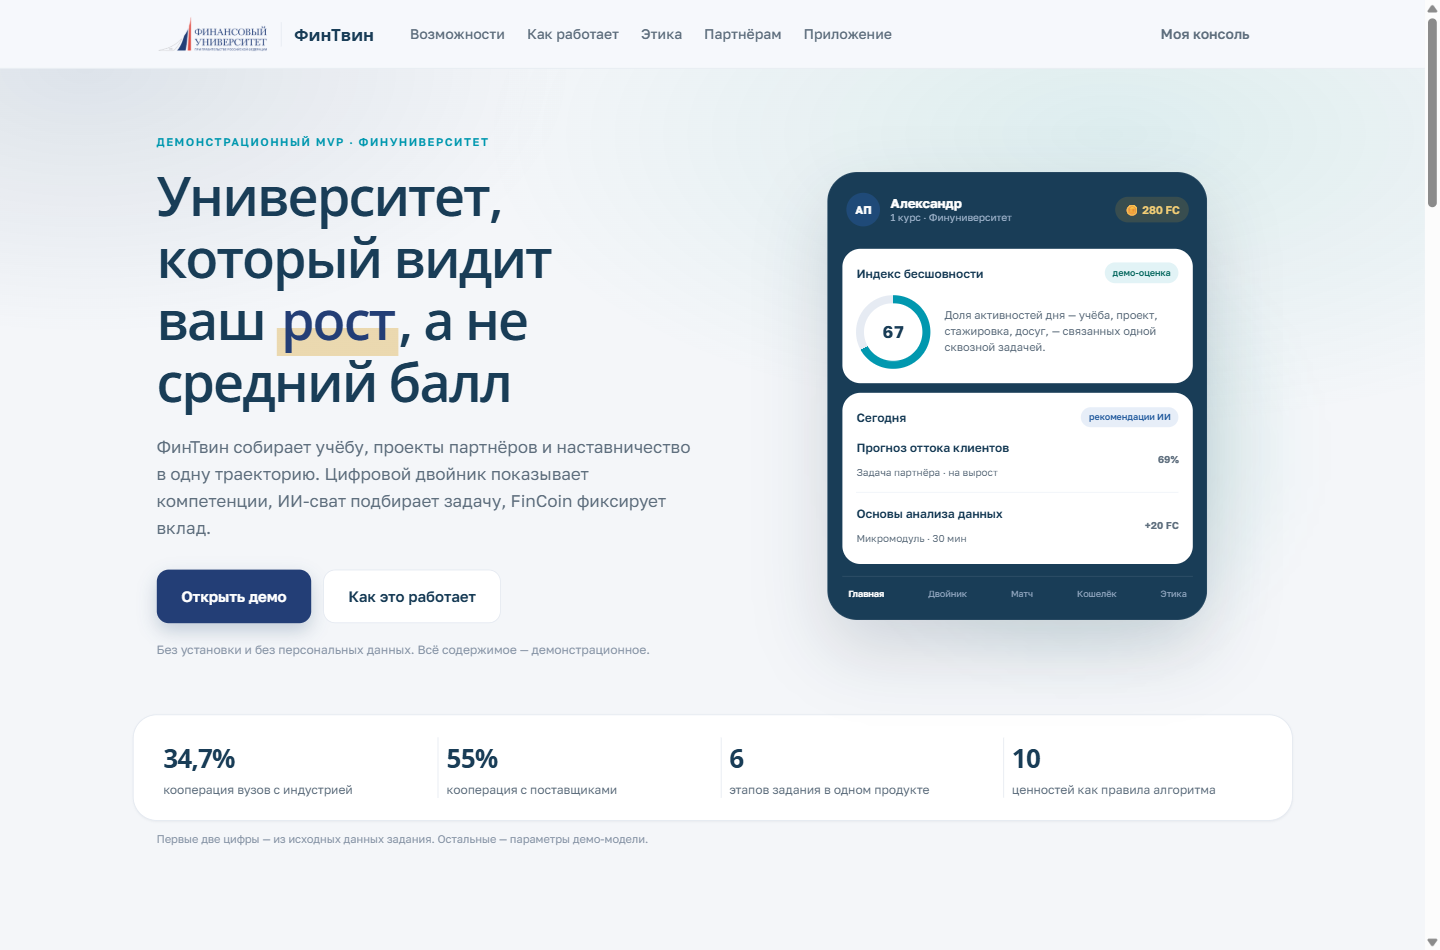 ФИНАНСОВЫЙ
УНИВЕРСИТЕТ
ФинТвин
Возможности
Как работает
Этика
Партнёрам
Приложение
Моя консоль
ДЕМОНСТРАЦИОННЫЙ MVP · ФИНУНИВЕРСИТЕТ
Университет,
который видит
ваш рост, а не
средний балл
ФинТвин собирает учёбу, проекты партнёров и наставничество
в одну траекторию. Цифровой двойник показывает
компетенции, ИИ-сват подбирает задачу, FinCoin фиксирует
вклад.
Открыть демо
Как это работает
Без установки и без персональных данных. Всё содержимое — демонстрационное.
АП
Александр
1 курс · Финуниверситет
280 FC
Индекс бесшовности
демо-оценка
67
Доля активностей дня — учёба, проект,
стажировка, досуг, — связанных одной
сквозной задачей.
Сегодня
рекомендации ИИ
Прогноз оттока клиентов
Задача партнёра · на вырост
69%
Основы анализа данных
Микромодуль · 30 мин
+20 FC
Главная
Двойник
Матч
Кошелёк
Этика
34,7%
кооперация вузов с индустрией
55%
кооперация с поставщиками
6
этапов задания в одном продукте
10
ценностей как правила алгоритма
Первые две цифры — из исходных данных задания. Остальные — параметры демо-модели.